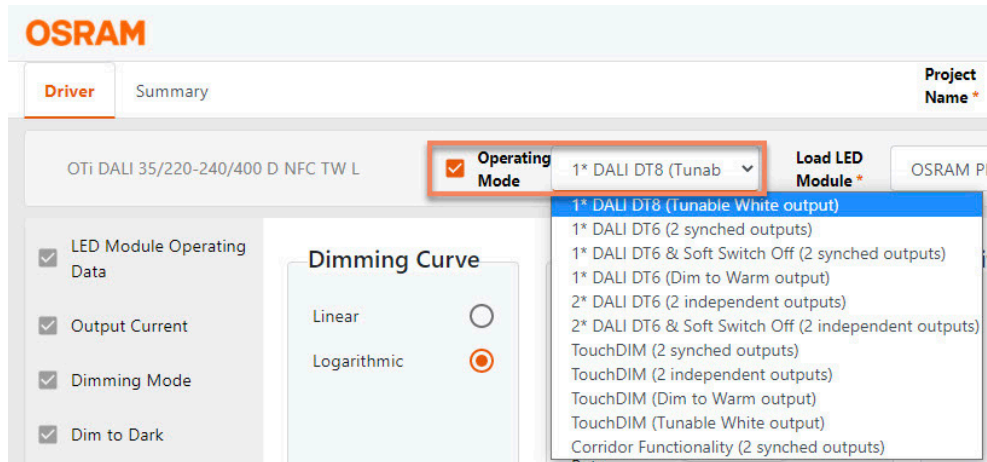 OSRAM
Driver Summary
Project
Name *
OTi DALI 35/220-240/400 D NFC TW L
Operating
Mode
1* DALI DT8 (Tunab
Load LED
Module *
OSRAM P
1* DALI DT8 (Tunable White output)
1* DALI DT6 (2 synched outputs)
1* DALI DT6 & Soft Switch Off (2 synched outputs)
1* DALI DT6 (Dim to Warm output)
2* DALI DT6 (2 independent outputs)
2* DALI DT6 & Soft Switch Off (2 independent outputs)
TouchDIM (2 synched outputs)
TouchDIM (2 independent outputs)
TouchDIM (Dim to Warm output)
TouchDIM (Tunable White output)
Corridor Functionality (2 synched outputs)
LED Module Operating
Data
Output Current
Dimming Mode
Dim to Dark
Dimming Curve
Linear
Logarithmic